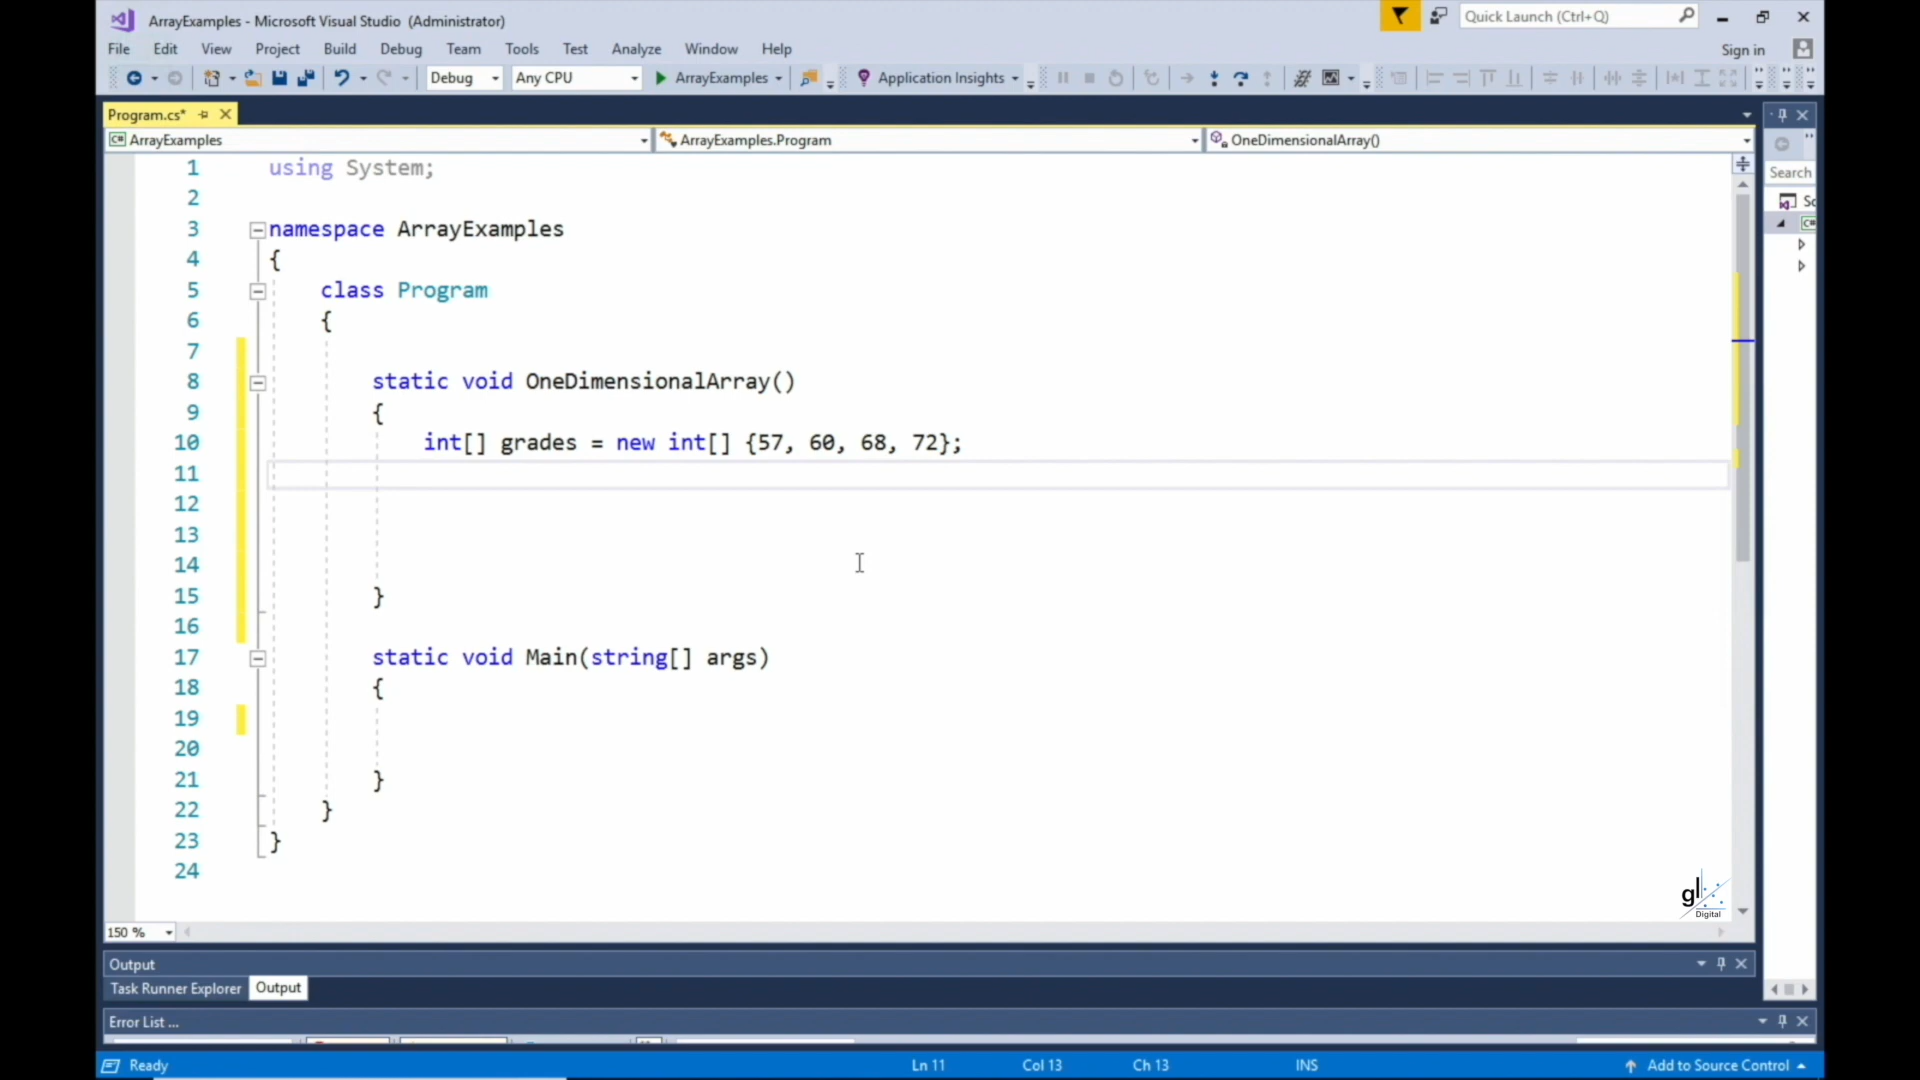 ArrayExamples - Microsoft Visual Studio (Administrator)
Quick Launch (Ctrl+Q)
File Edit View Project Build Debug Team Tools Test Analyze Window Help
Sign in
Debug Any CPU ArrayExamples Application Insights
Program.cs*
ArrayExamples ArrayExamples.Program OneDimensionalArray()
Search
1 using System;
2
3 namespace ArrayExamples
4 {
5 class Program
6 {
7
8 static void OneDimensionalArray()
9 {
10 int[] grades = new int[] {57, 60, 68, 72};
11
12
13
14
15 }
16
17 static void Main(string[] args)
18 {
19
20
21 }
22 }
23 }
24
gl
Digital
150 %
Output
Task Runner Explorer Output
Error List ...
Ready Ln 11 Col 13 Ch 13 INS Add to Source Control